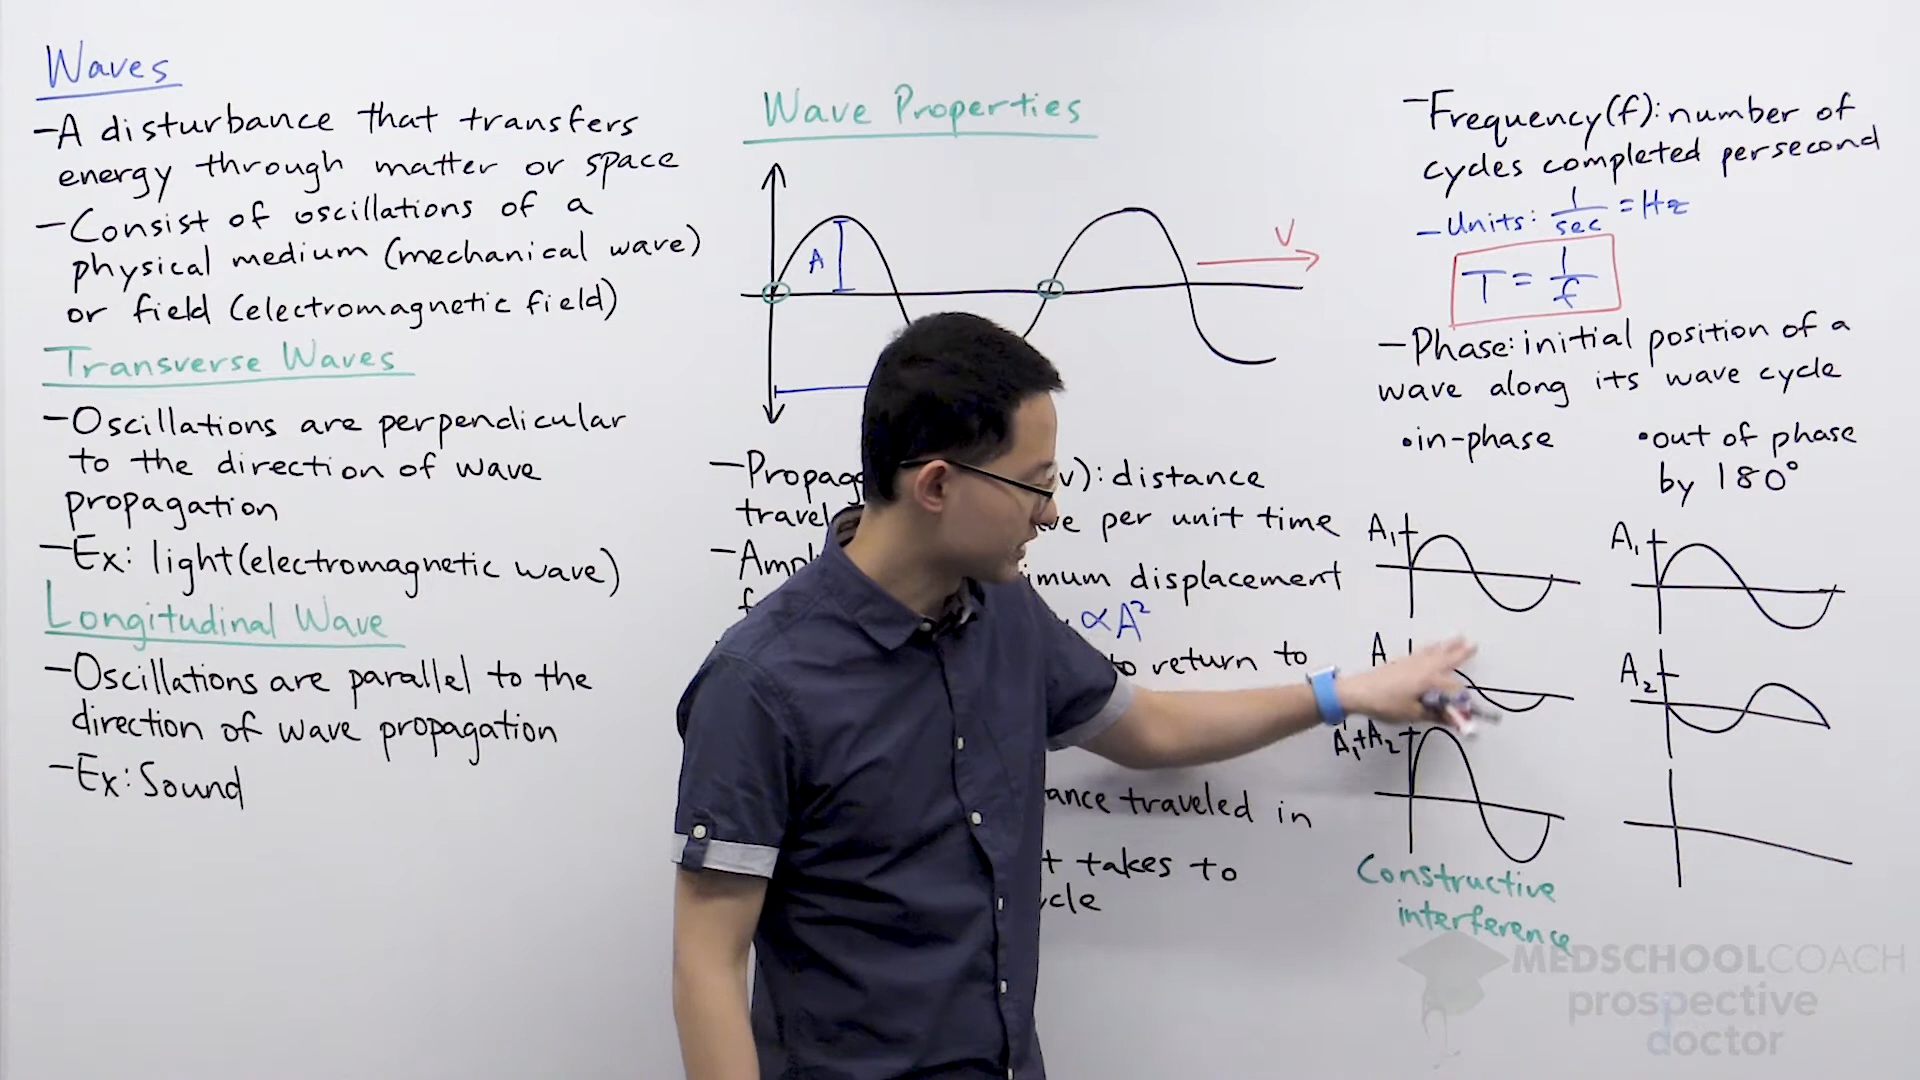 Waves
-A disturbance that transfers
energy through matter or space
-Consist of oscillations of a
physical medium (mechanical wave)
or field (electromagnetic field)
Transverse Waves
-Oscillations are perpendicular
to the direction of wave
propagation
-Ex: light (electromagnetic wave)
Longitudinal Wave
-Oscillations are parallel to the
direction of wave propagation
-Ex: Sound
Wave Properties
A
V
-Propag v): distance
travel per unit time
-Amp displacement
∝A²
to return to
traveled in
takes to
-Frequency (f): number of
cycles completed per second
-Units: 1/sec = Hz
T = 1/f
-Phase: initial position of a
wave along its wave cycle
•in-phase
A₁
A
A₁+A₂
Constructive
interference
•out of phase
by 180°
A₁
A₂
MEDSCHOOLCOACH
prospective
doctor